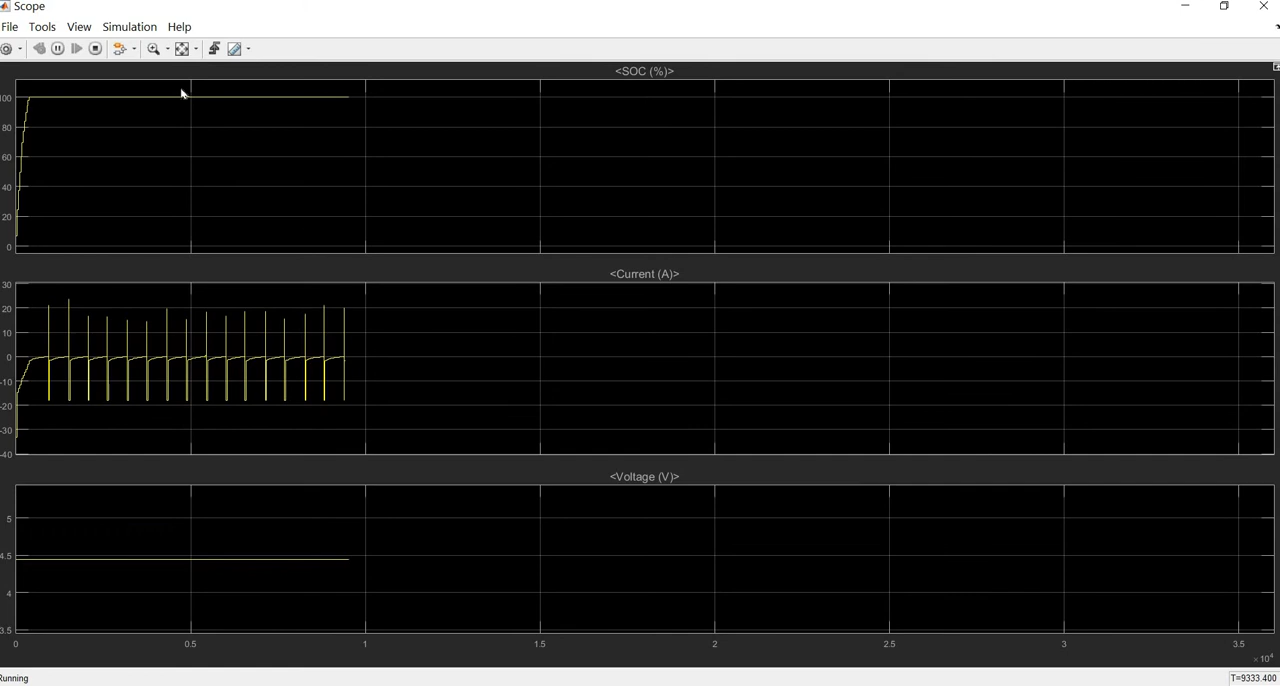 Scope
File Tools View Simulation Help
<SOC (%)>
100
80
60
40
20
0
<Current (A)>
30
20
10
0
-10
-20
-30
-40
<Voltage (V)>
5
4.5
4
3.5
0 0.5 1 1.5 2 2.5 3 3.5
×10⁴
Running T=9333.400